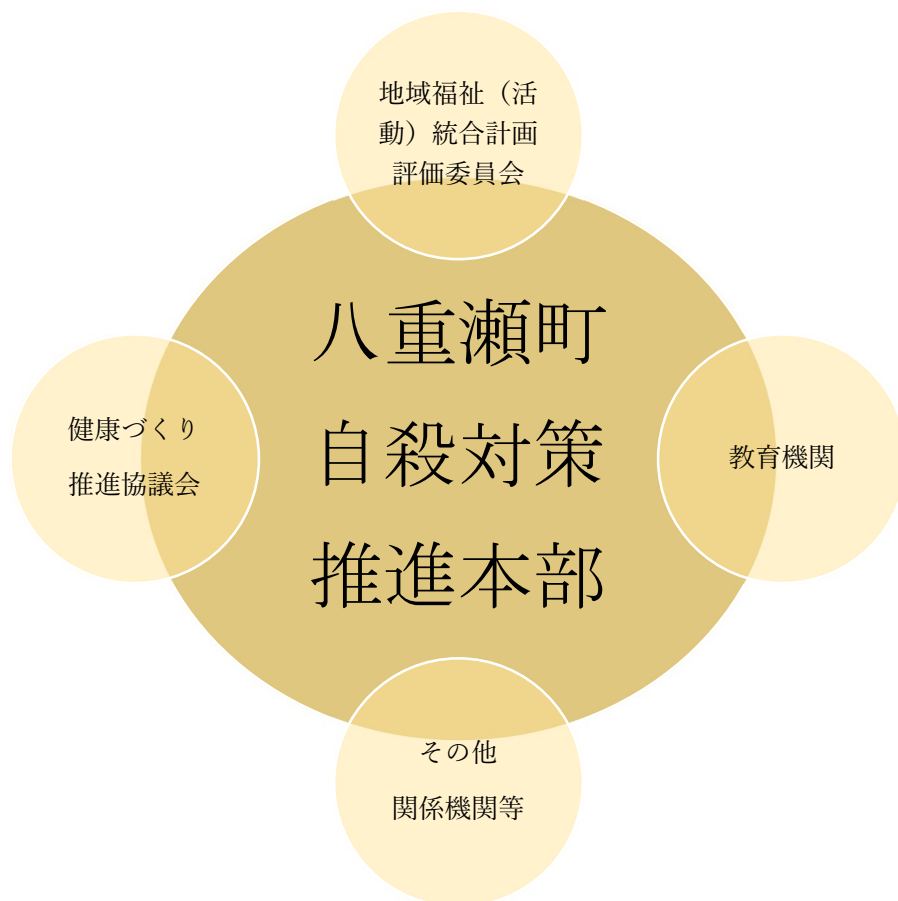 地域福祉（活
動）統合計画
評価委員会
八重瀬町
自殺対策
推進本部
健康づくり
推進協議会
教育機関
その他
関係機関等